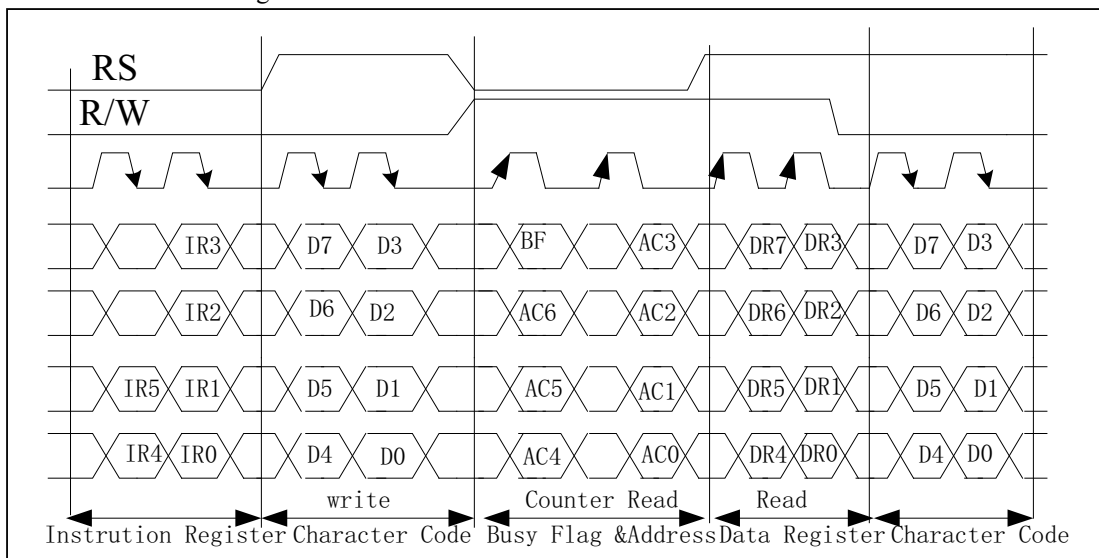 RS
R/W
IR3 D7 D3 BF AC3 DR7 DR3 D7 D3
IR2 D6 D2 AC6 AC2 DR6 DR2 D6 D2
IR5 IR1 D5 D1 AC5 AC1 DR5 DR1 D5 D1
IR4 IR0 D4 D0 AC4 AC0 DR4 DR0 D4 D0
write Counter Read Read
Instrution Register Character Code Busy Flag &Address Data Register Character Code